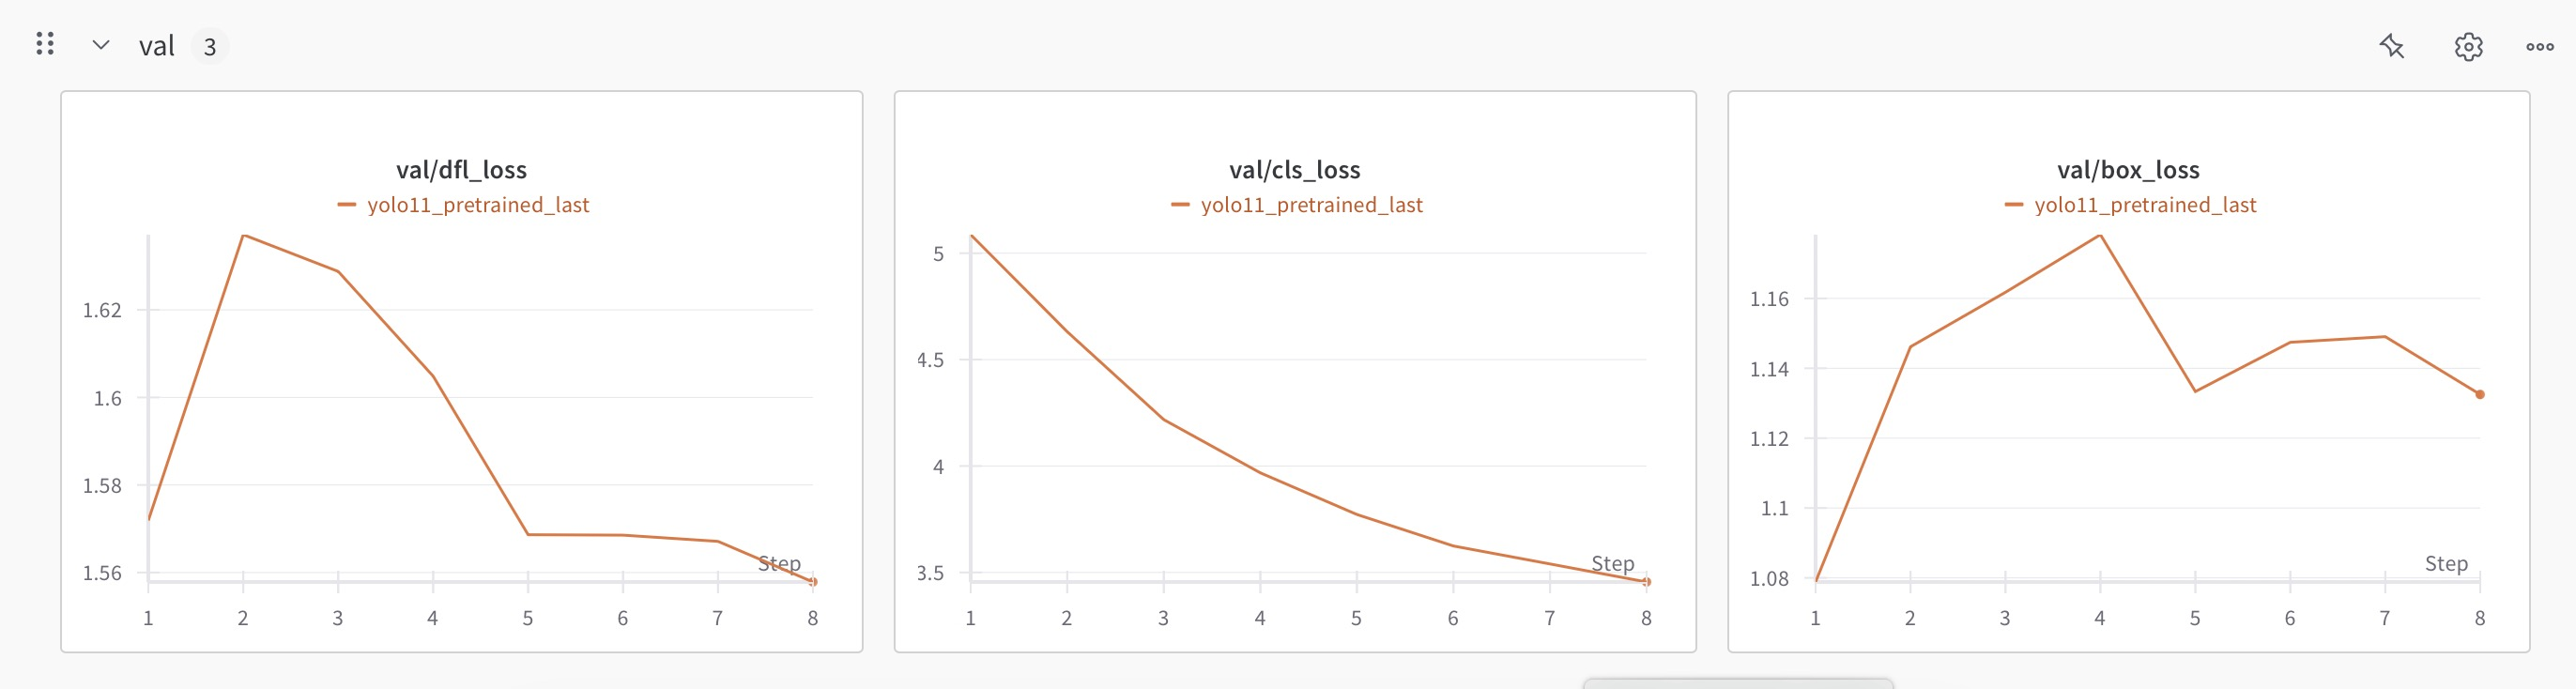 val 3
val/dfl_loss
yolo11_pretrained_last
1.62
1.6
1.58
1.56
Step
1 2 3 4 5 6 7 8
val/cls_loss
yolo11_pretrained_last
5
4.5
4
3.5
Step
1 2 3 4 5 6 7 8
val/box_loss
yolo11_pretrained_last
1.16
1.14
1.12
1.1
1.08
Step
1 2 3 4 5 6 7 8